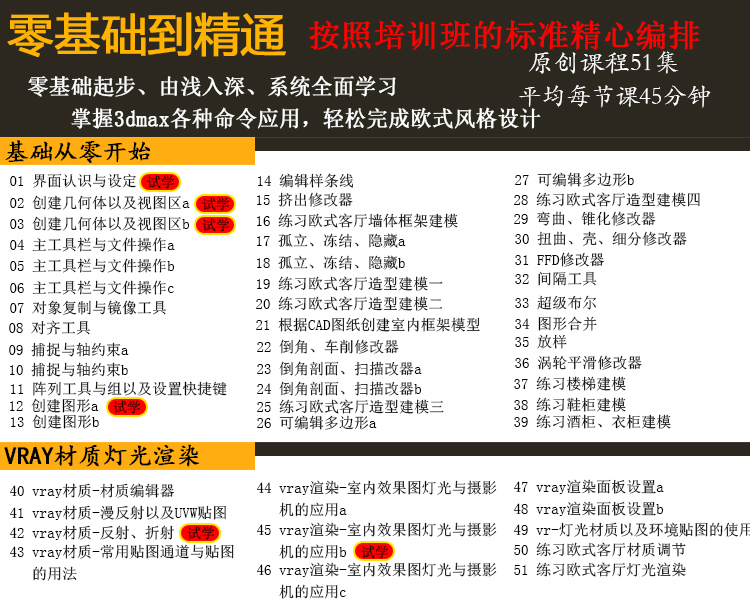 零基础到精通
按照培训班的标准精心编排
零基础起步、由浅入深、系统全面学习
原创课程51集
平均每节课45分钟
掌握3dmax各种命令应用，轻松完成欧式风格设计
基础从零开始
01 界面认识与设定 试学
02 创建几何体以及视图区a 试学
03 创建几何体以及视图区b 试学
04 主工具栏与文件操作a
05 主工具栏与文件操作b
06 主工具栏与文件操作c
07 对象复制与镜像工具
08 对齐工具
09 捕捉与轴约束a
10 捕捉与轴约束b
11 阵列工具与组以及设置快捷键
12 创建图形a 试学
13 创建图形b
14 编辑样条线
15 挤出修改器
16 练习欧式客厅墙体框架建模
17 孤立、冻结、隐藏a
18 孤立、冻结、隐藏b
19 练习欧式客厅造型建模一
20 练习欧式客厅造型建模二
21 根据CAD图纸创建室内框架模型
22 倒角、车削修改器
23 倒角剖面、扫描改器a
24 倒角剖面、扫描改器b
25 练习欧式客厅造型建模三
26 可编辑多边形a
27 可编辑多边形b
28 练习欧式客厅造型建模四
29 弯曲、锥化修改器
30 扭曲、壳、细分修改器
31 FFD修改器
32 间隔工具
33 超级布尔
34 图形合并
35 放样
36 涡轮平滑修改器
37 练习楼梯建模
38 练习鞋柜建模
39 练习酒柜、衣柜建模
VRAY材质灯光渲染
40 vray材质-材质编辑器
41 vray材质-漫反射以及UVW贴图
42 vray材质-反射、折射 试学
43 vray材质-常用贴图通道与贴图
的用法
44 vray渲染-室内效果图灯光与摄影
机的应用a
45 vray渲染-室内效果图灯光与摄影
机的应用b 试学
46 vray渲染-室内效果图灯光与摄影
机的应用c
47 vray渲染面板设置a
48 vray渲染面板设置b
49 vr-灯光材质以及环境贴图的使用
50 练习欧式客厅材质调节
51 练习欧式客厅灯光渲染